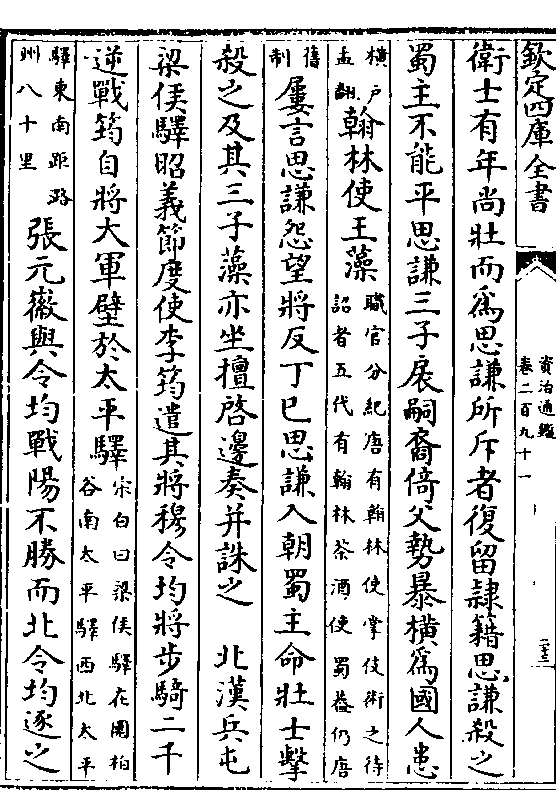 欽定四庫全書
資治通鑑
卷二百九十一
衛士有年尚壯而爲思謙所斥者復留隸籍思謙殺之
蜀主不能平思謙三子扆嗣裔倚父勢暴橫爲國人患
橫戶
孟翻
翰林使王藻
職官分紀唐有翰林使掌伎術之待
詔者五代有翰林茶酒使蜀葢仍唐
舊
制
屢言思謙怨望將反丁巳思謙入朝蜀主命壯士擊
殺之及其三子藻亦坐擅啓邊奏并誅之 北漢兵屯
梁侯驛昭義節度使李筠遣其將穆令均將步騎二千
逆戰筠自將大軍壁於太平驛
宋白曰梁侯驛在團柏
谷南太平驛西北太平
驛東南距潞
州八十里
張元徽與令均戰陽不勝而北令均逐之